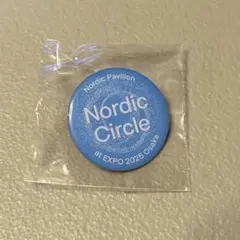 Nordic Pavilion
Nordic
Circle
at EXPO 2025 Osaka